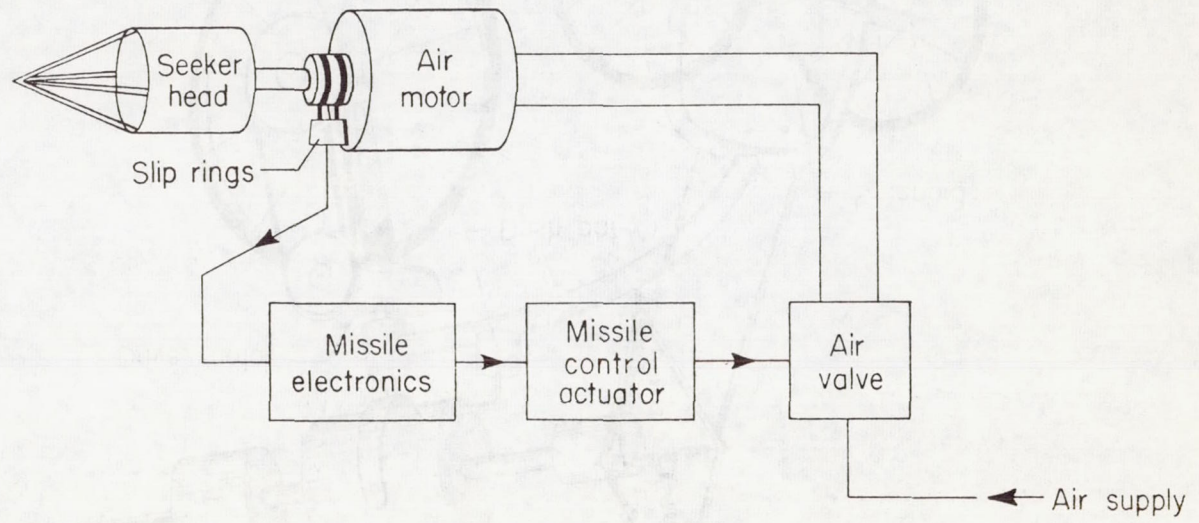 Seeker
head
Air
motor
Slip rings
Missile
electronics
Missile
control
actuator
Air
valve
Air supply